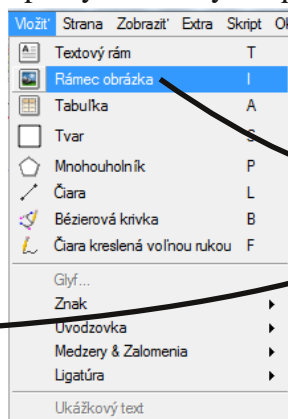 Vložiť Strana Zobraziť Extra Skript
Textový rám T
Rámec obrázka I
Tabuľka A
Tvar S
Mnohouholník P
Čiara L
Bézierová krivka B
Čiara kreslená voľnou rukou F
Glyf...
Znak
Úvodzovka
Medzery & Zalomenia
Ligatúra
Ukážkový text